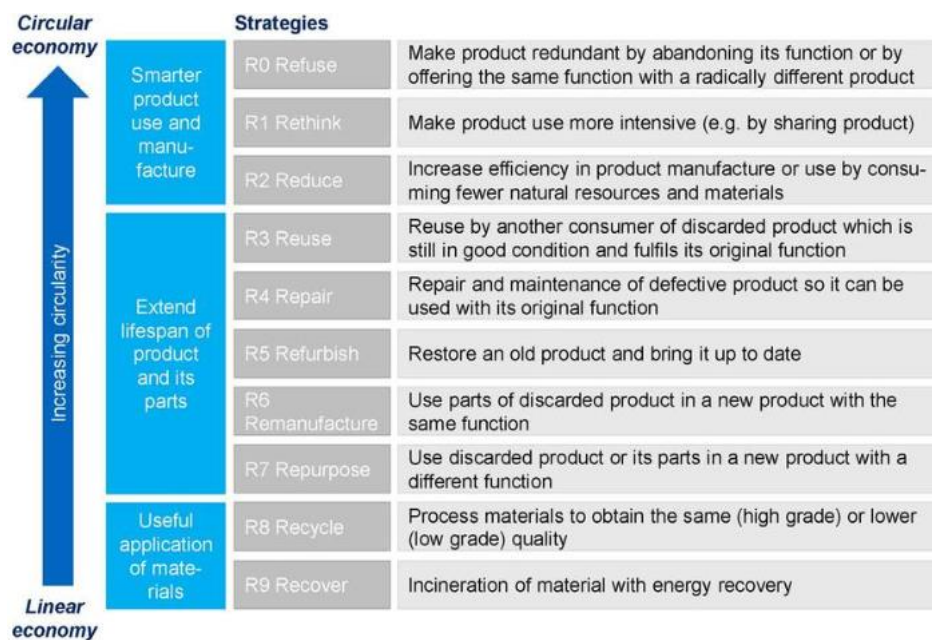 Circular
economy
Strategies
Increasing circularity
Linear
economy
Smarter
product
use and
manu-
facture
R0 Refuse
Make product redundant by abandoning its function or by
offering the same function with a radically different product
R1 Rethink
Make product use more intensive (e.g. by sharing product)
R2 Reduce
Increase efficiency in product manufacture or use by consu-
ming fewer natural resources and materials
Extend
lifespan of
product
and its
parts
R3 Reuse
Reuse by another consumer of discarded product which is
still in good condition and fulfils its original function
R4 Repair
Repair and maintenance of defective product so it can be
used with its original function
R5 Refurbish
Restore an old product and bring it up to date
R6
Remanufacture
Use parts of discarded product in a new product with the
same function
R7 Repurpose
Use discarded product or its parts in a new product with a
different function
Useful
application
of mate-
rials
R8 Recycle
Process materials to obtain the same (high grade) or lower
(low grade) quality
R9 Recover
Incineration of material with energy recovery